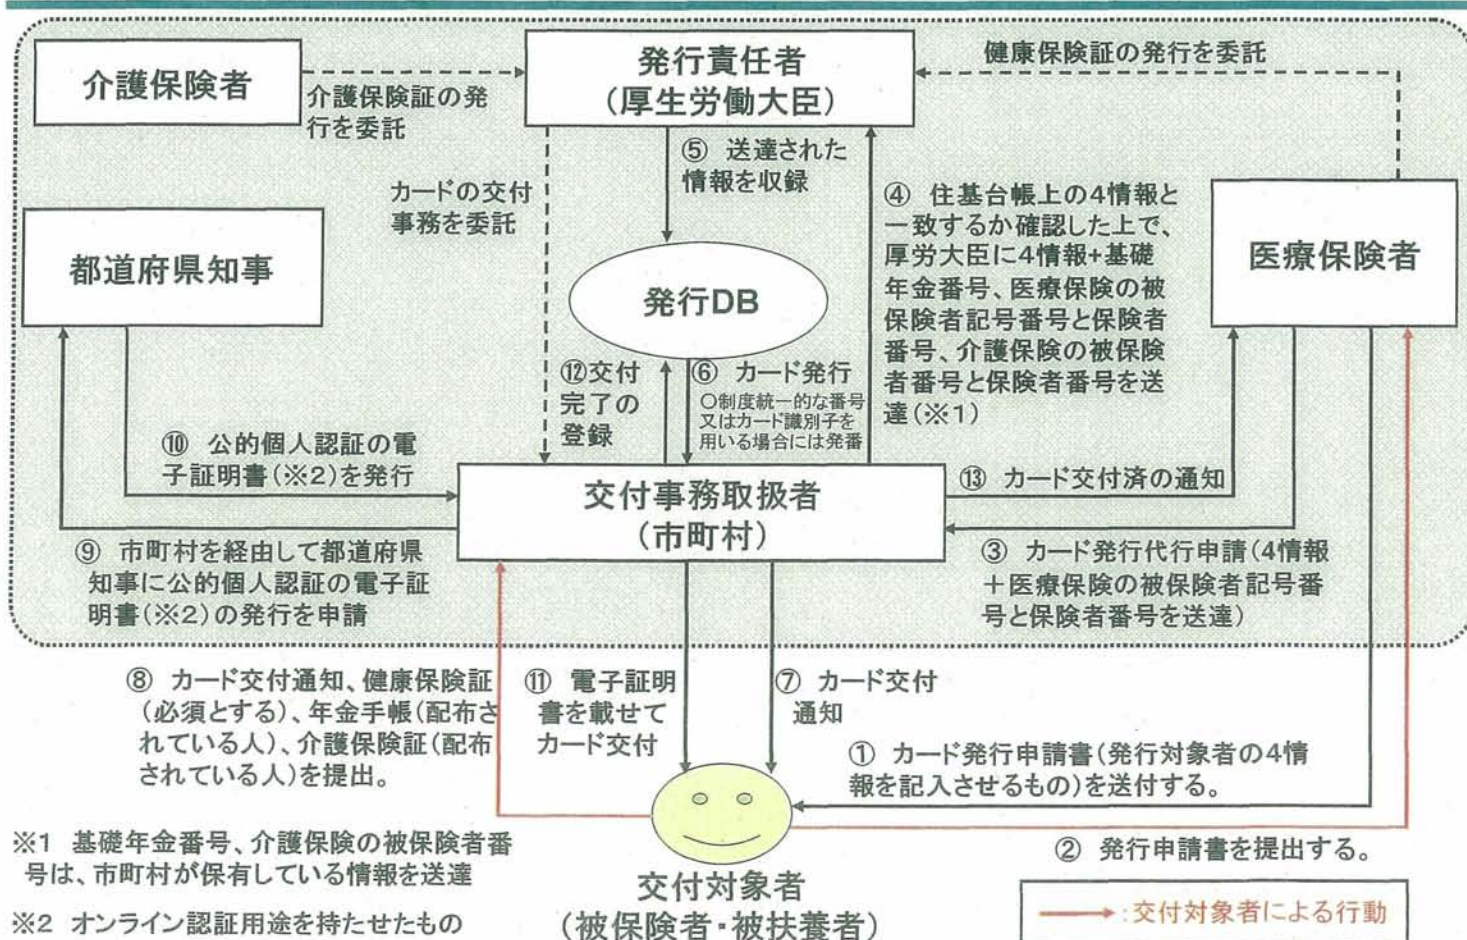 介護保険者
介護保険証の発
行を委託
発行責任者
(厚生労働大臣)
健康保険証の発行を委託
カードの交付
事務を委託
⑤ 送達された
情報を収録
④ 住基台帳上の4情報と
一致するか確認した上で、
厚労大臣に4情報+基礎
年金番号、医療保険の被
保険者記号番号と保険者
番号、介護保険の被保険
者番号と保険者番号を送
達(※1)
都道府県知事
発行DB
医療保険者
⑫交付
完了の
登録
⑥ カード発行
○制度統一的な番号
又はカード識別子を
用いる場合には発番
⑩ 公的個人認証の電
子証明書(※2)を発行
交付事務取扱者
(市町村)
⑬ カード交付済の通知
⑨ 市町村を経由して都道府県
知事に公的個人認証の電子証
明書(※2)の発行を申請
③ カード発行代行申請(4情報
+医療保険の被保険者記号番
号と保険者番号を送達)
⑧ カード交付通知、健康保険証
(必須とする)、年金手帳(配布さ
れている人)、介護保険証(配布
されている人)を提出。
⑪ 電子証明
書を載せて
カード交付
⑦ カード交付
通知
① カード発行申請書(発行対象者の4情
報を記入させるもの)を送付する。
② 発行申請書を提出する。
※1 基礎年金番号、介護保険の被保険者番
号は、市町村が保有している情報を送達
※2 オンライン認証用途を持たせたもの
交付対象者
(被保険者・被扶養者)
:交付対象者による行動